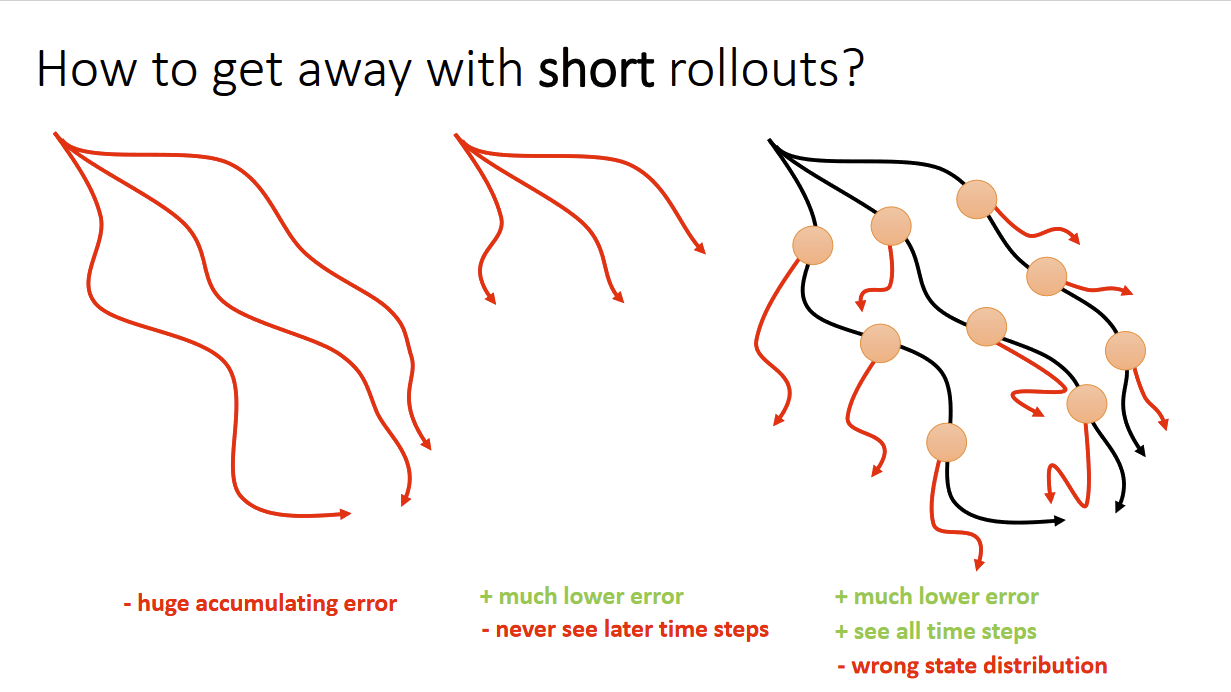 How to get away with short rollouts?
- huge accumulating error
+ much lower error
- never see later time steps
+ much lower error
+ see all time steps
- wrong state distribution